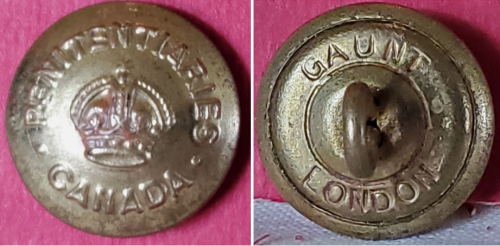 · PENITENTIARIES ·
CANADA
GAUNT
LONDON